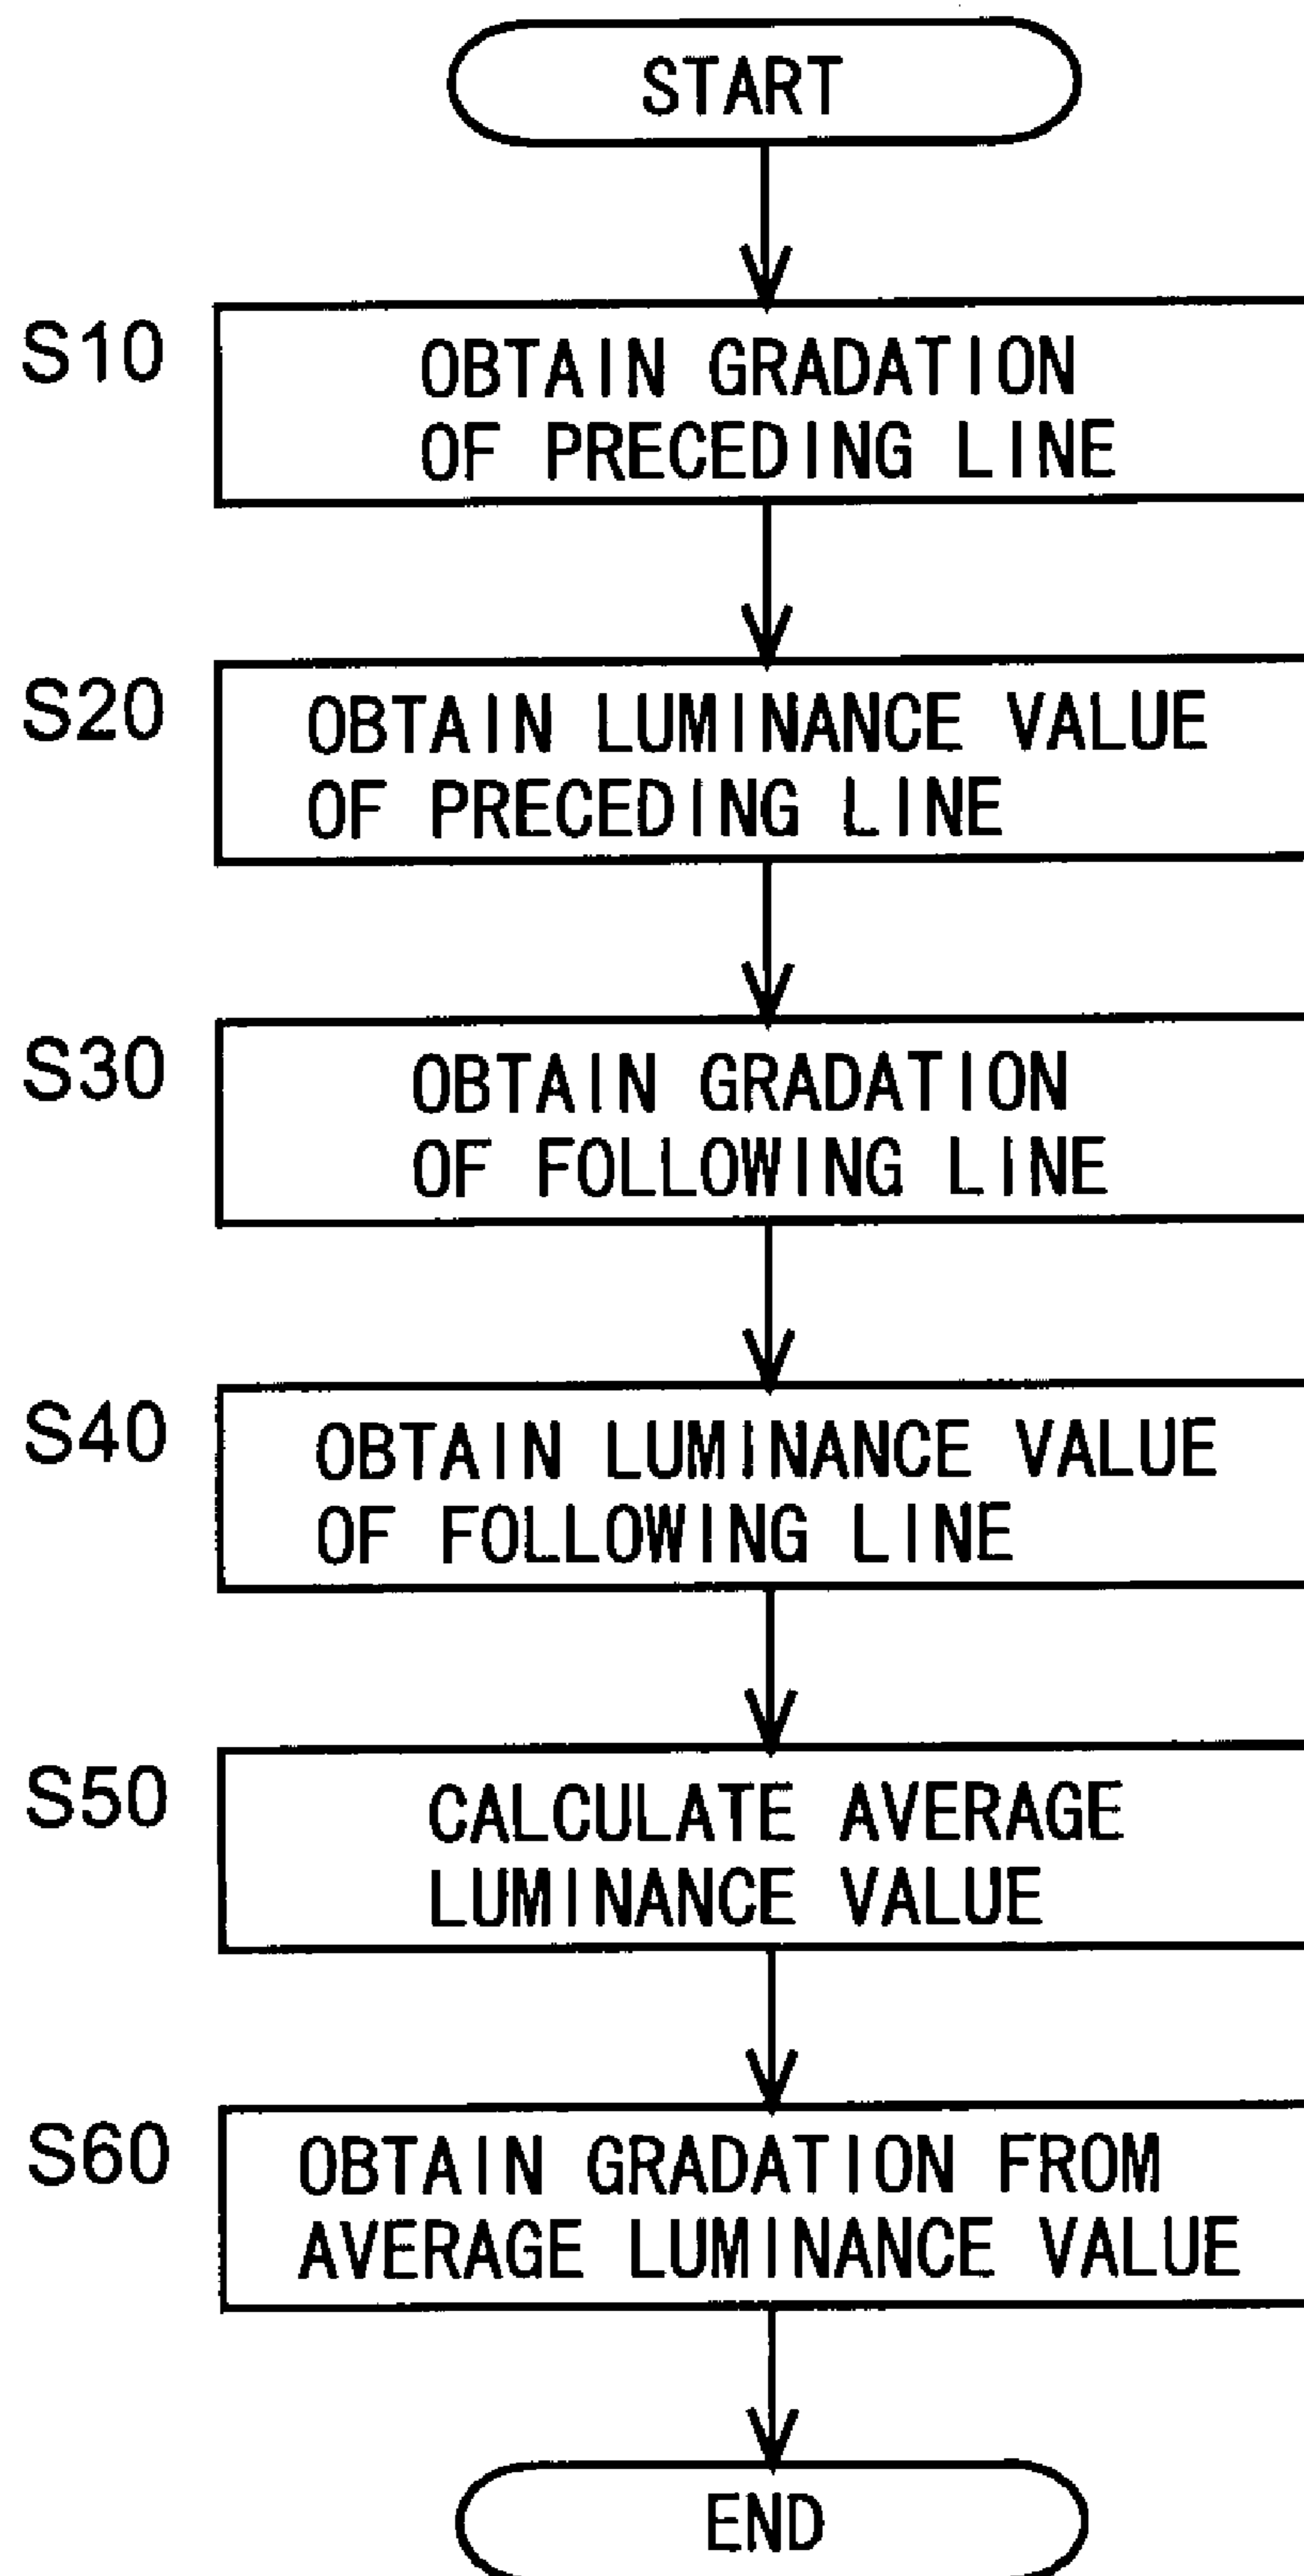 START
S10
OBTAIN GRADATION
OF PRECEDING LINE
S20
OBTAIN LUMINANCE VALUE
OF PRECEDING LINE
S30
OBTAIN GRADATION
OF FOLLOWING LINE
S40
OBTAIN LUMINANCE VALUE
OF FOLLOWING LINE
S50
CALCULATE AVERAGE
LUMINANCE VALUE
S60
OBTAIN GRADATION FROM
AVERAGE LUMINANCE VALUE
END